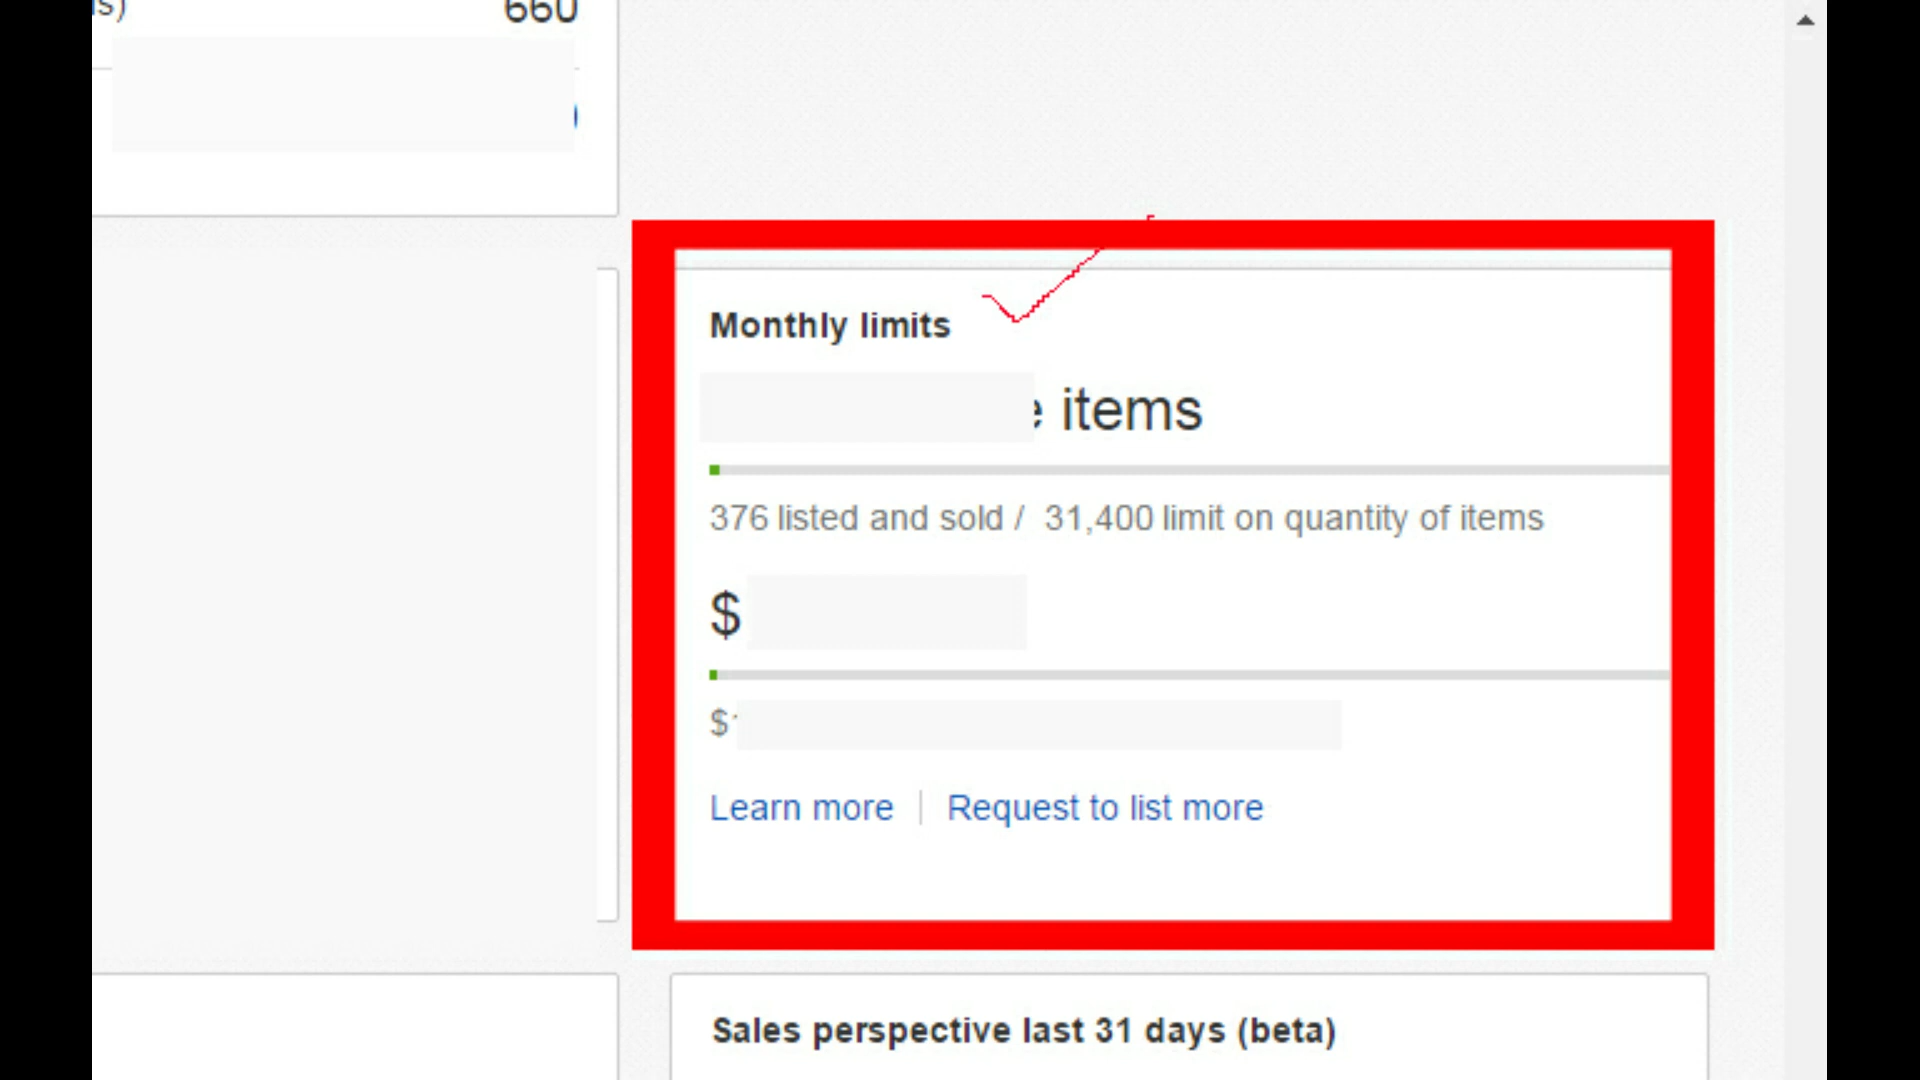 660
Monthly limits
items
376 listed and sold / 31,400 limit on quantity of items
$
$
Learn more
Request to list more
Sales perspective last 31 days (beta)